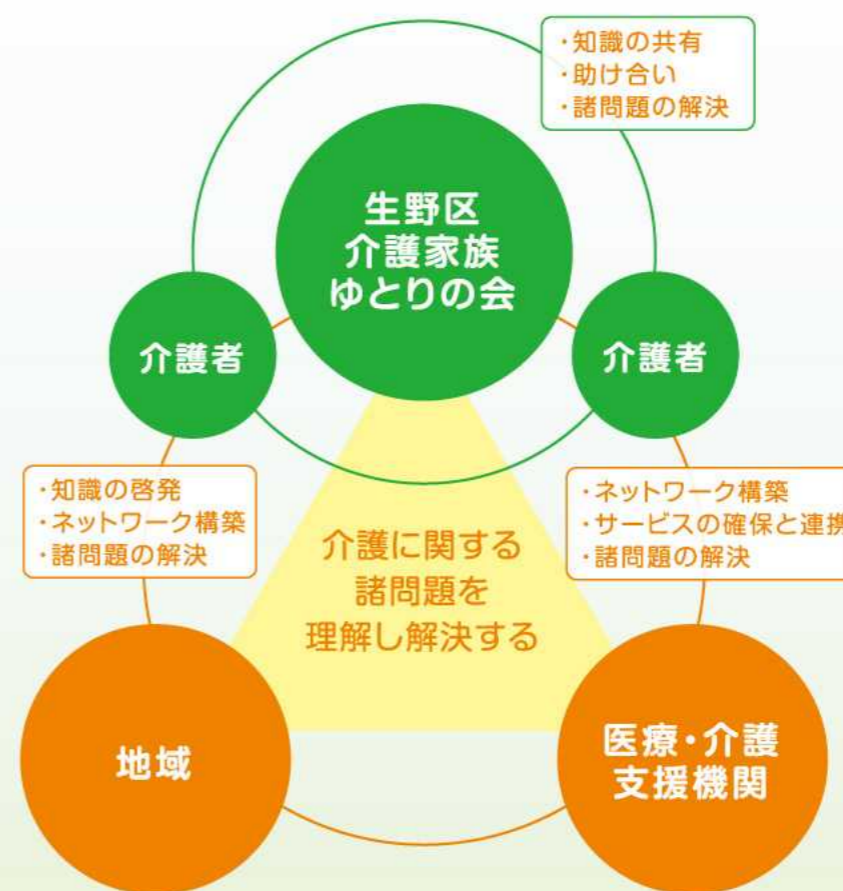 ・知識の共有
・助け合い
・諸問題の解決
生野区
介護家族
ゆとりの会
介護者
介護者
・知識の啓発
・ネットワーク構築
・諸問題の解決
・ネットワーク構築
・サービスの確保と連携
・諸問題の解決
介護に関する
諸問題を
理解し解決する
地域
医療・介護
支援機関